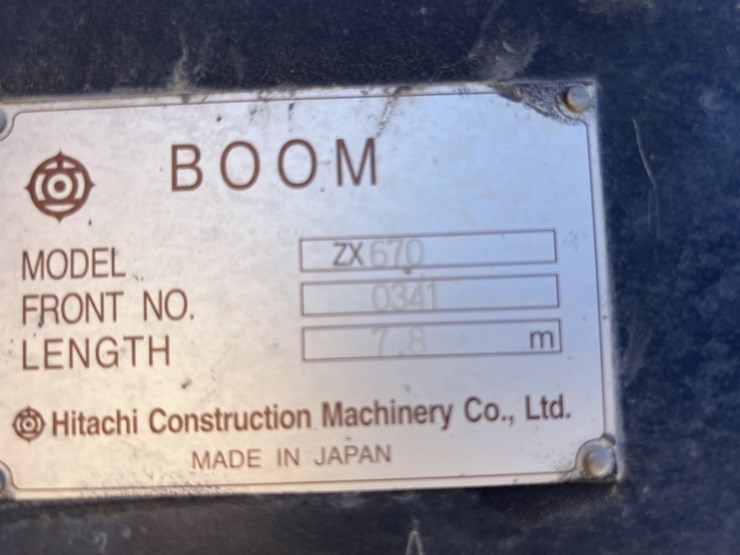 BOOM
MODEL ZX670
FRONT NO. 0341
LENGTH 7.8 m
Hitachi Construction Machinery Co., Ltd.
MADE IN JAPAN